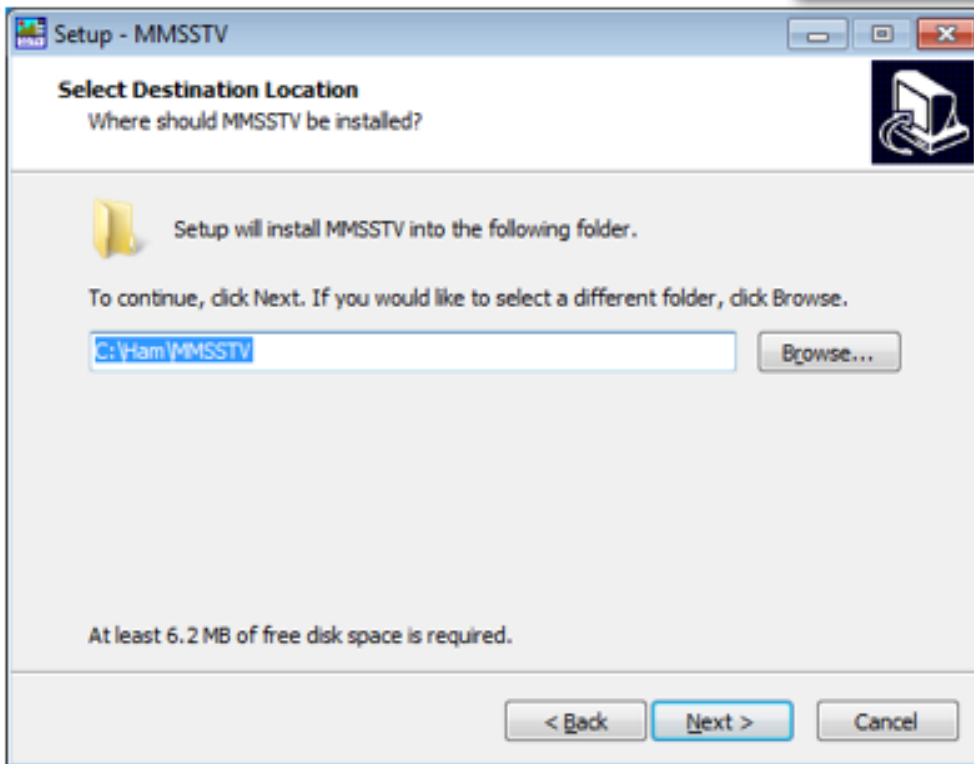 Setup - MMSSTV
Select Destination Location
Where should MMSSTV be installed?
Setup will install MMSSTV into the following folder.
To continue, click Next. If you would like to select a different folder, click Browse.
C:\Ham\MMSSTV
Browse...
At least 6.2 MB of free disk space is required.
< Back
Next >
Cancel